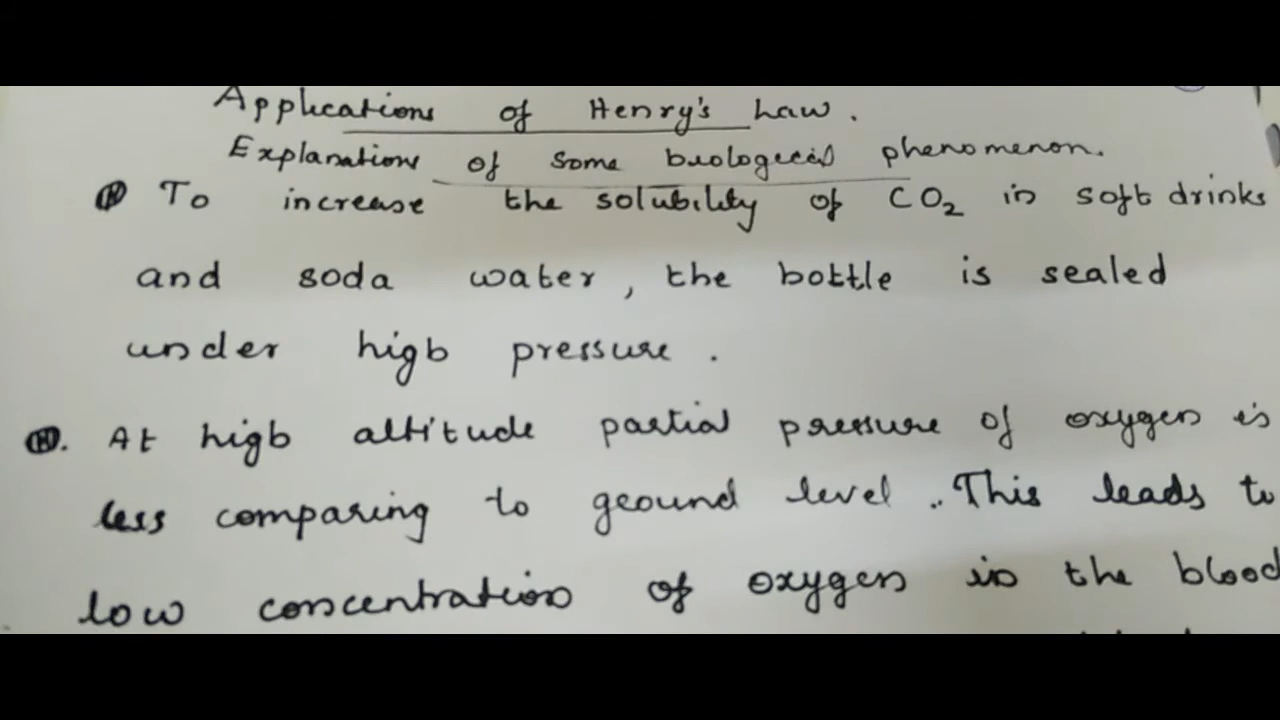 Applications of Henry's Law.
Explanations of some biological phenomenon.
To increase the solubility of CO₂ in soft drinks
and soda water, the bottle is sealed
under high pressure.
At high altitude partial pressure of oxygen is
less comparing to ground level.. This leads to
low concentration of oxygen in the blood